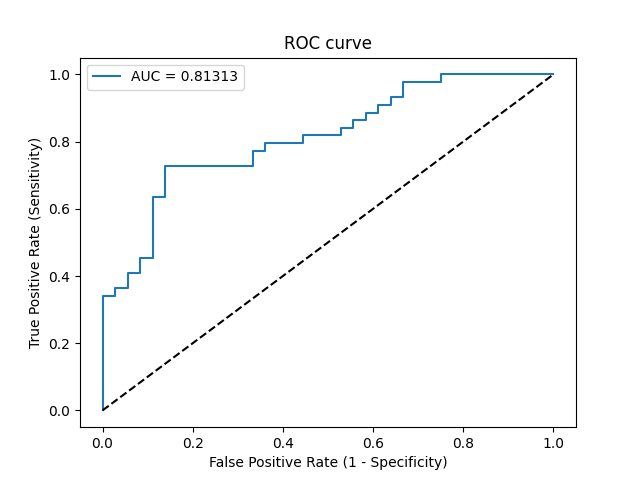 ROC curve
AUC = 0.81313
1.0
0.8
0.6
0.4
0.2
0.0
True Positive Rate (Sensitivity)
0.0 0.2 0.4 0.6 0.8 1.0
False Positive Rate (1 - Specificity)